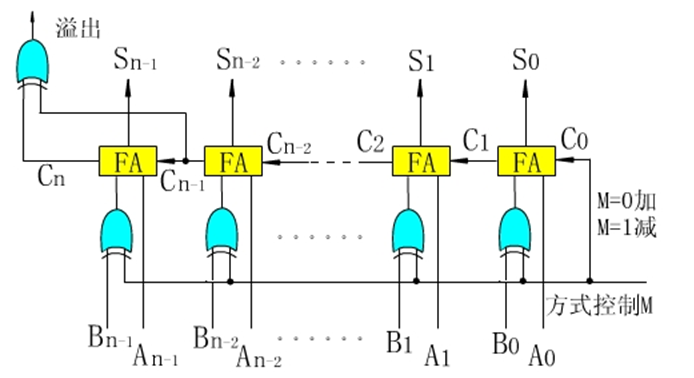 溢出
Sn-1 Sn-2 ...... S1 S0
FA FA FA FA
Cn Cn-1 Cn-2 C2 C1 C0
M=0加
M=1减
方式控制M
Bn-1 An-1 Bn-2 An-2 ...... B1 A1 B0 A0